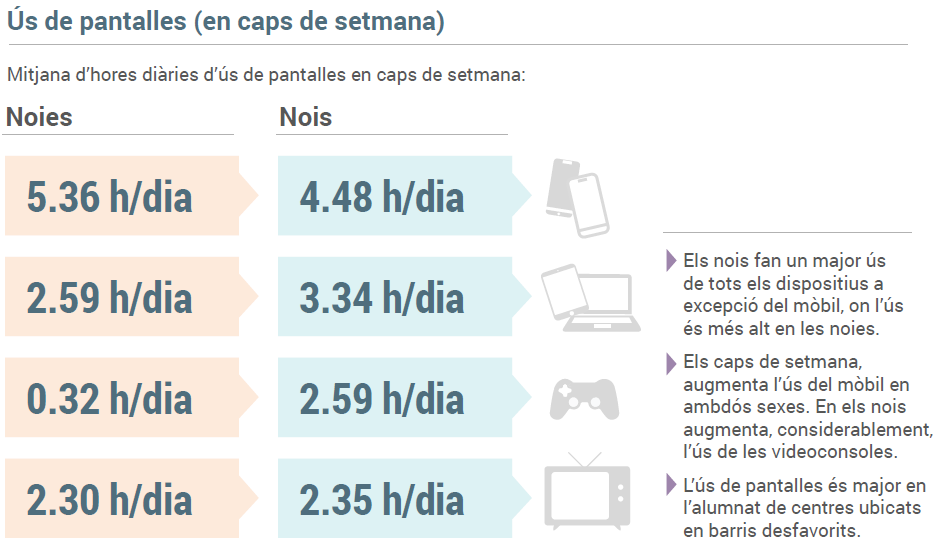 Ús de pantalles (en caps de setmana)
Mitjana d’hores diàries d’ús de pantalles en caps de setmana:
Noies
Nois
5.36 h/dia
4.48 h/dia
2.59 h/dia
3.34 h/dia
0.32 h/dia
2.59 h/dia
2.30 h/dia
2.35 h/dia
Els nois fan un major ús
de tots els dispositius a
excepció del mòbil, on l’ús
és més alt en les noies.
Els caps de setmana,
augmenta l’ús del mòbil en
ambdós sexes. En els nois
augmenta, considerablement,
l’ús de les videoconsoles.
L’ús de pantalles és major en
l’alumnat de centres ubicats
en barris desfavorits.